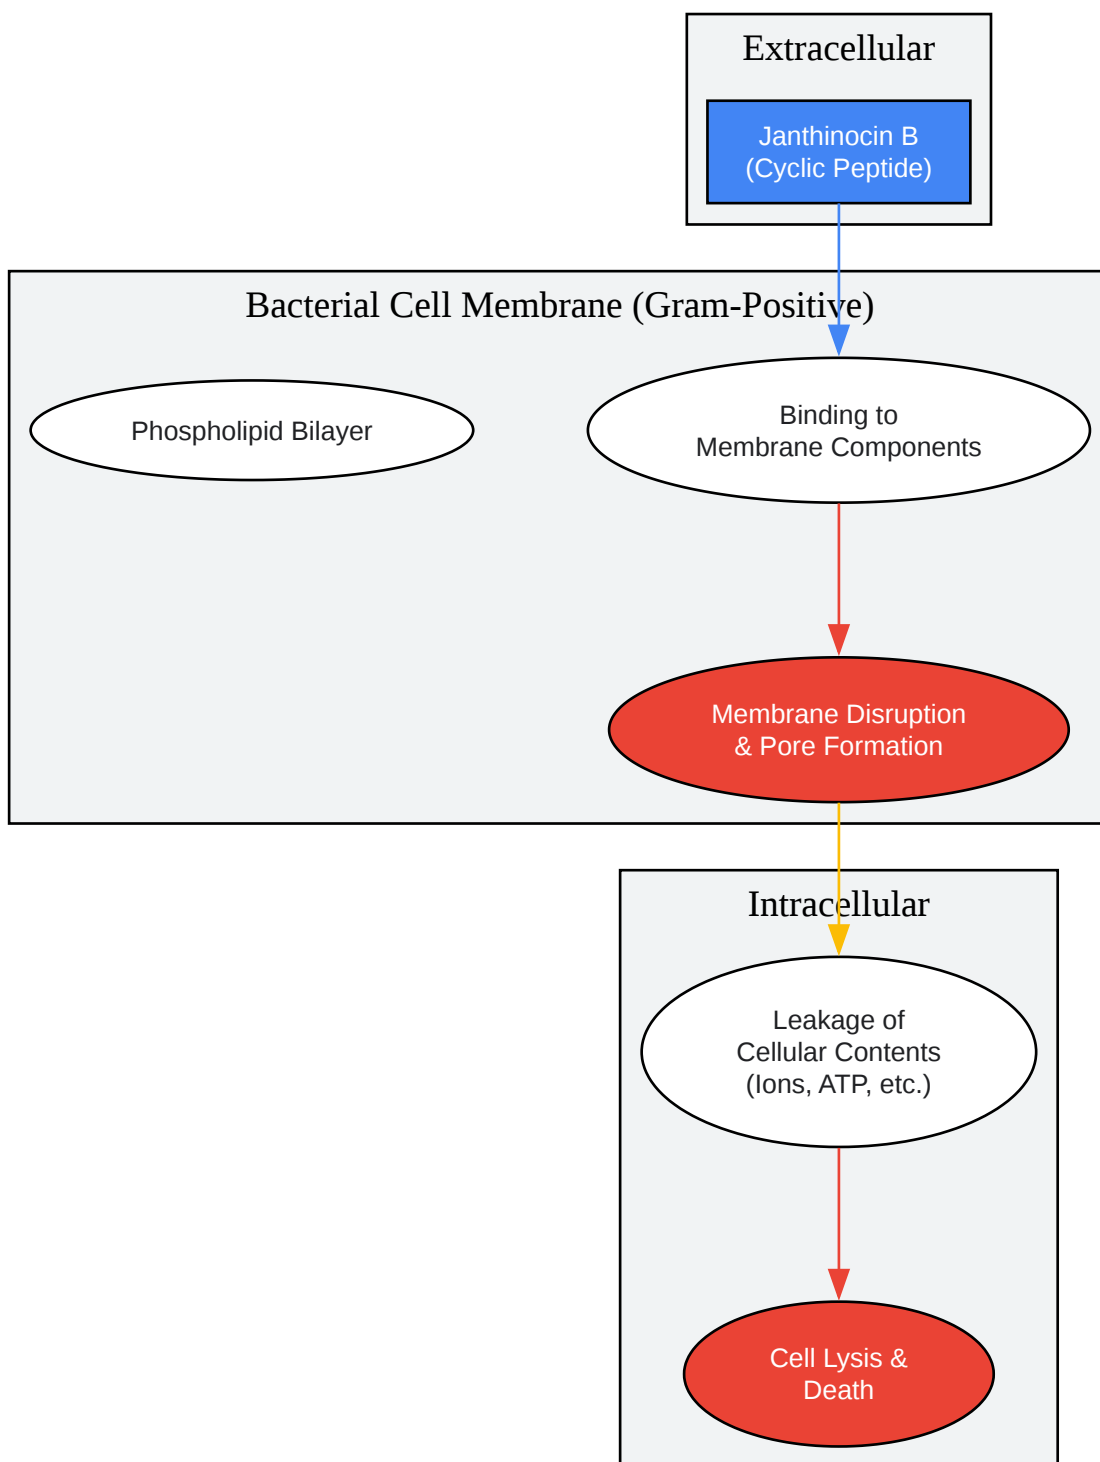 Extracellular
Janthinocin B
(Cyclic Peptide)
Bacterial Cell Membrane (Gram-Positive)
Phospholipid Bilayer
Binding to
Membrane Components
Membrane Disruption
& Pore Formation
Intracellular
Leakage of
Cellular Contents
(Ions, ATP, etc.)
Cell Lysis &
Death